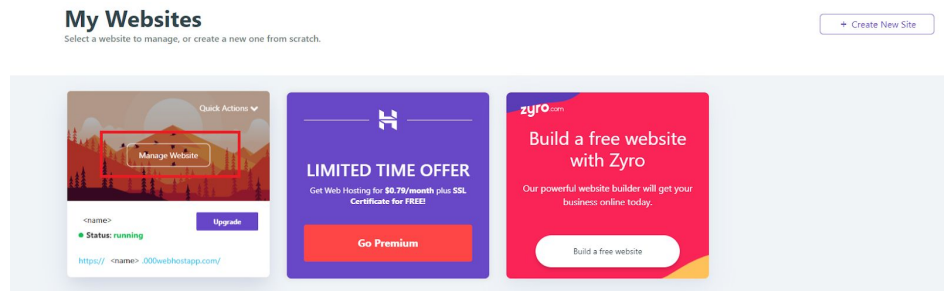 My Websites
Select a website to manage, or create a new one from scratch.
+ Create New Site
Quick Actions
Manage Website
<name>
Upgrade
Status: running
https:// <name> .000webhostapp.com/
LIMITED TIME OFFER
Get Web Hosting for $0.79/month plus SSL
Certificate for FREE!
Go Premium
zyro.com
Build a free website
with Zyro
Our powerful website builder will get your
business online today.
Build a free website